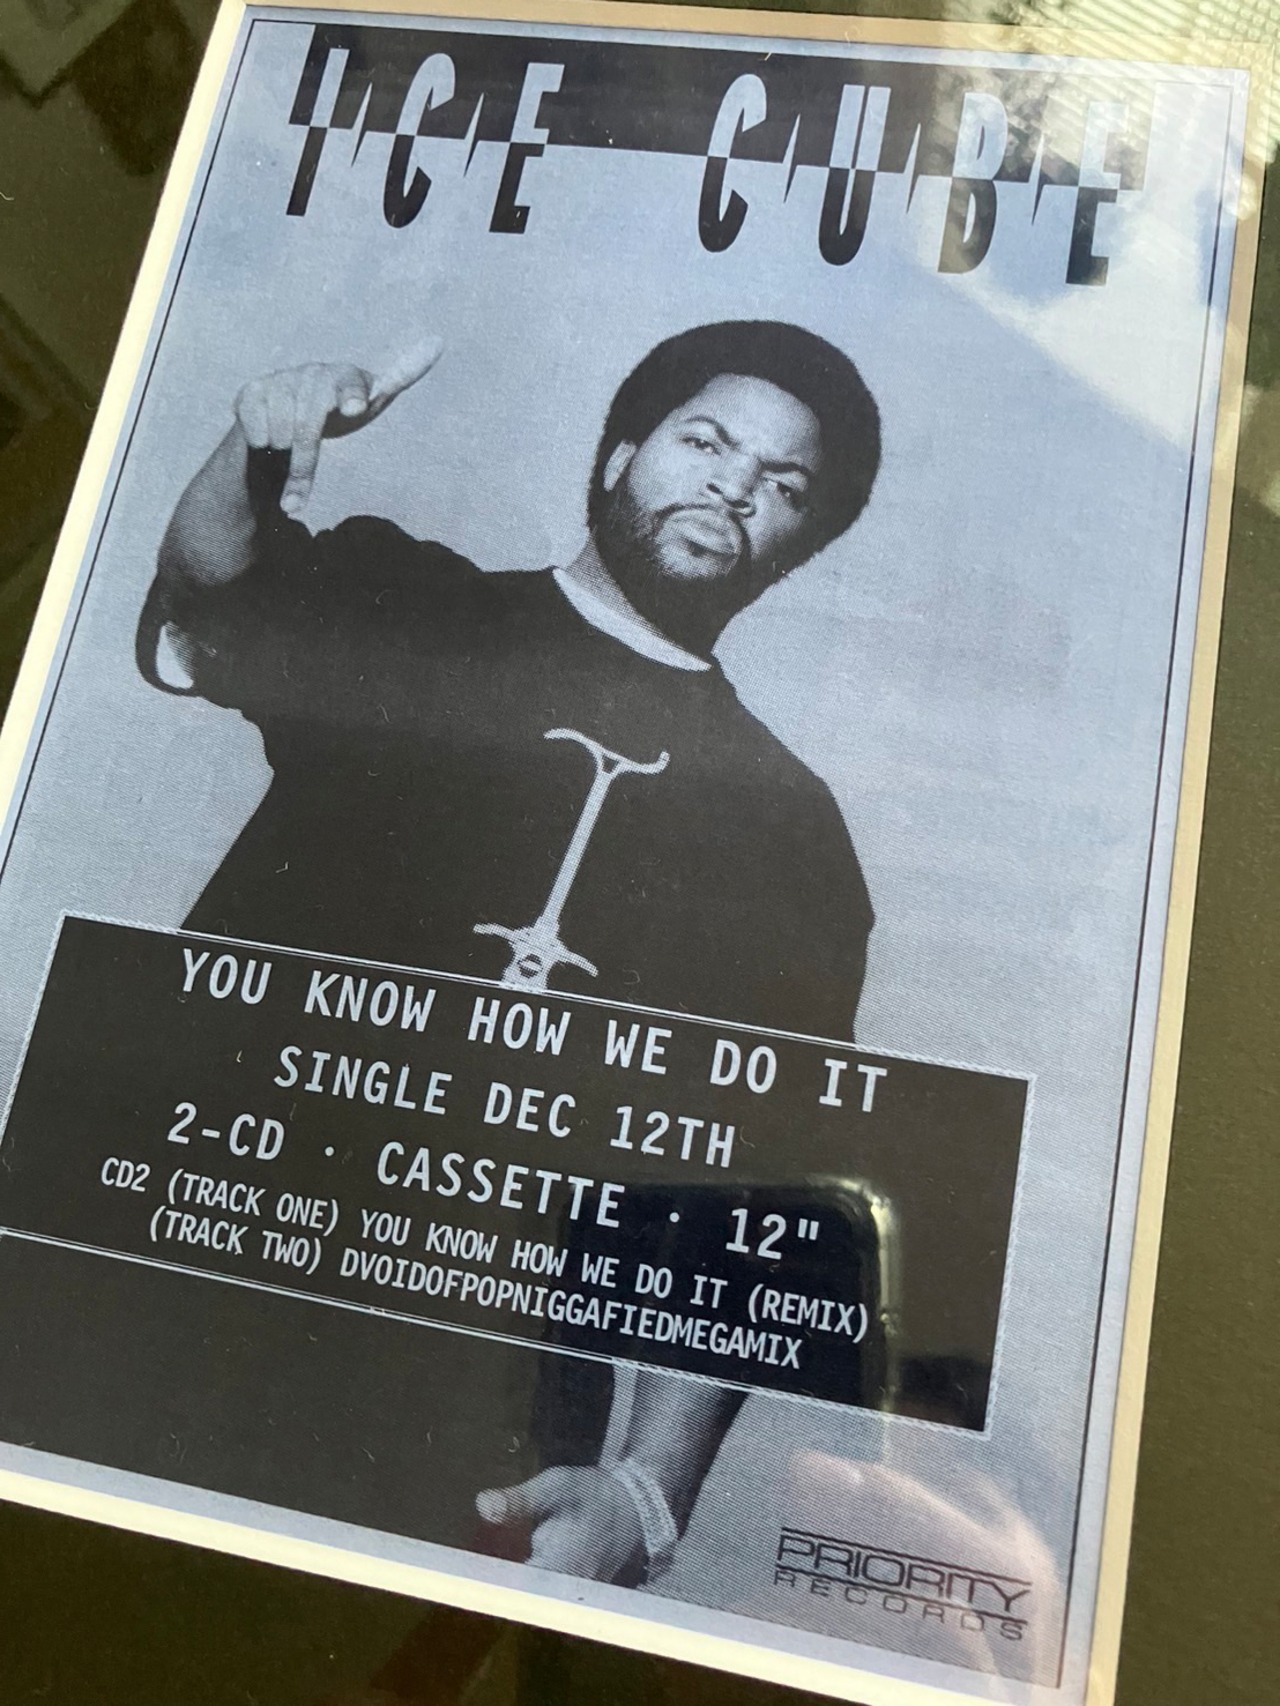 ICE CUBE
YOU KNOW HOW WE DO IT
SINGLE DEC 12TH
2-CD · CASSETTE · 12"
CD2 (TRACK ONE) YOU KNOW HOW WE DO IT (REMIX)
(TRACK TWO) DVOIDOFPOPNIGGAFIEDMEGAMIX
PRIORITY
RECORDS